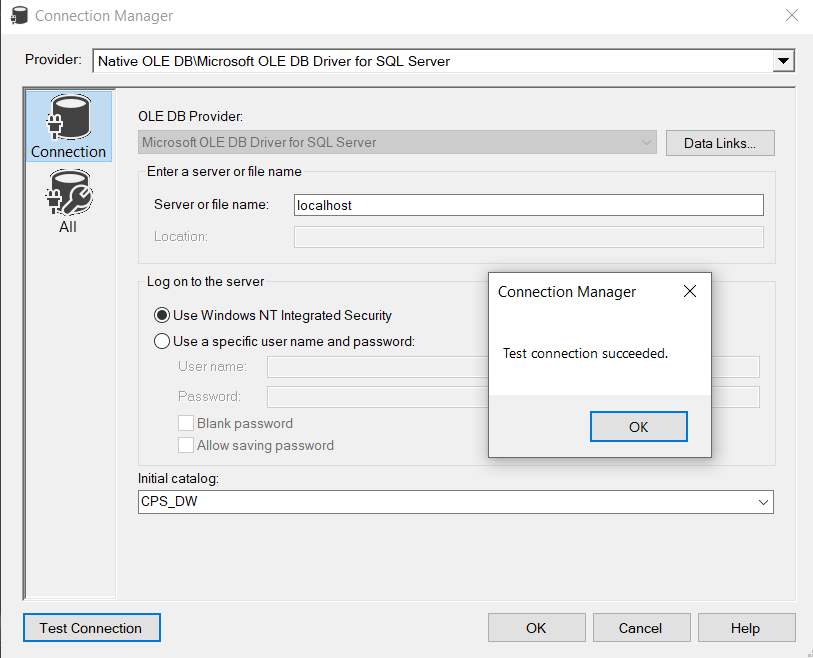 Connection Manager
Provider: Native OLE DB\Microsoft OLE DB Driver for SQL Server
Connection
All
OLE DB Provider:
Microsoft OLE DB Driver for SQL Server
Data Links...
Enter a server or file name
Server or file name: localhost
Location:
Log on to the server
Use Windows NT Integrated Security
Use a specific user name and password:
User name:
Password:
Blank password
Allow saving password
Connection Manager
Test connection succeeded.
OK
Initial catalog:
CPS_DW
Test Connection OK Cancel Help